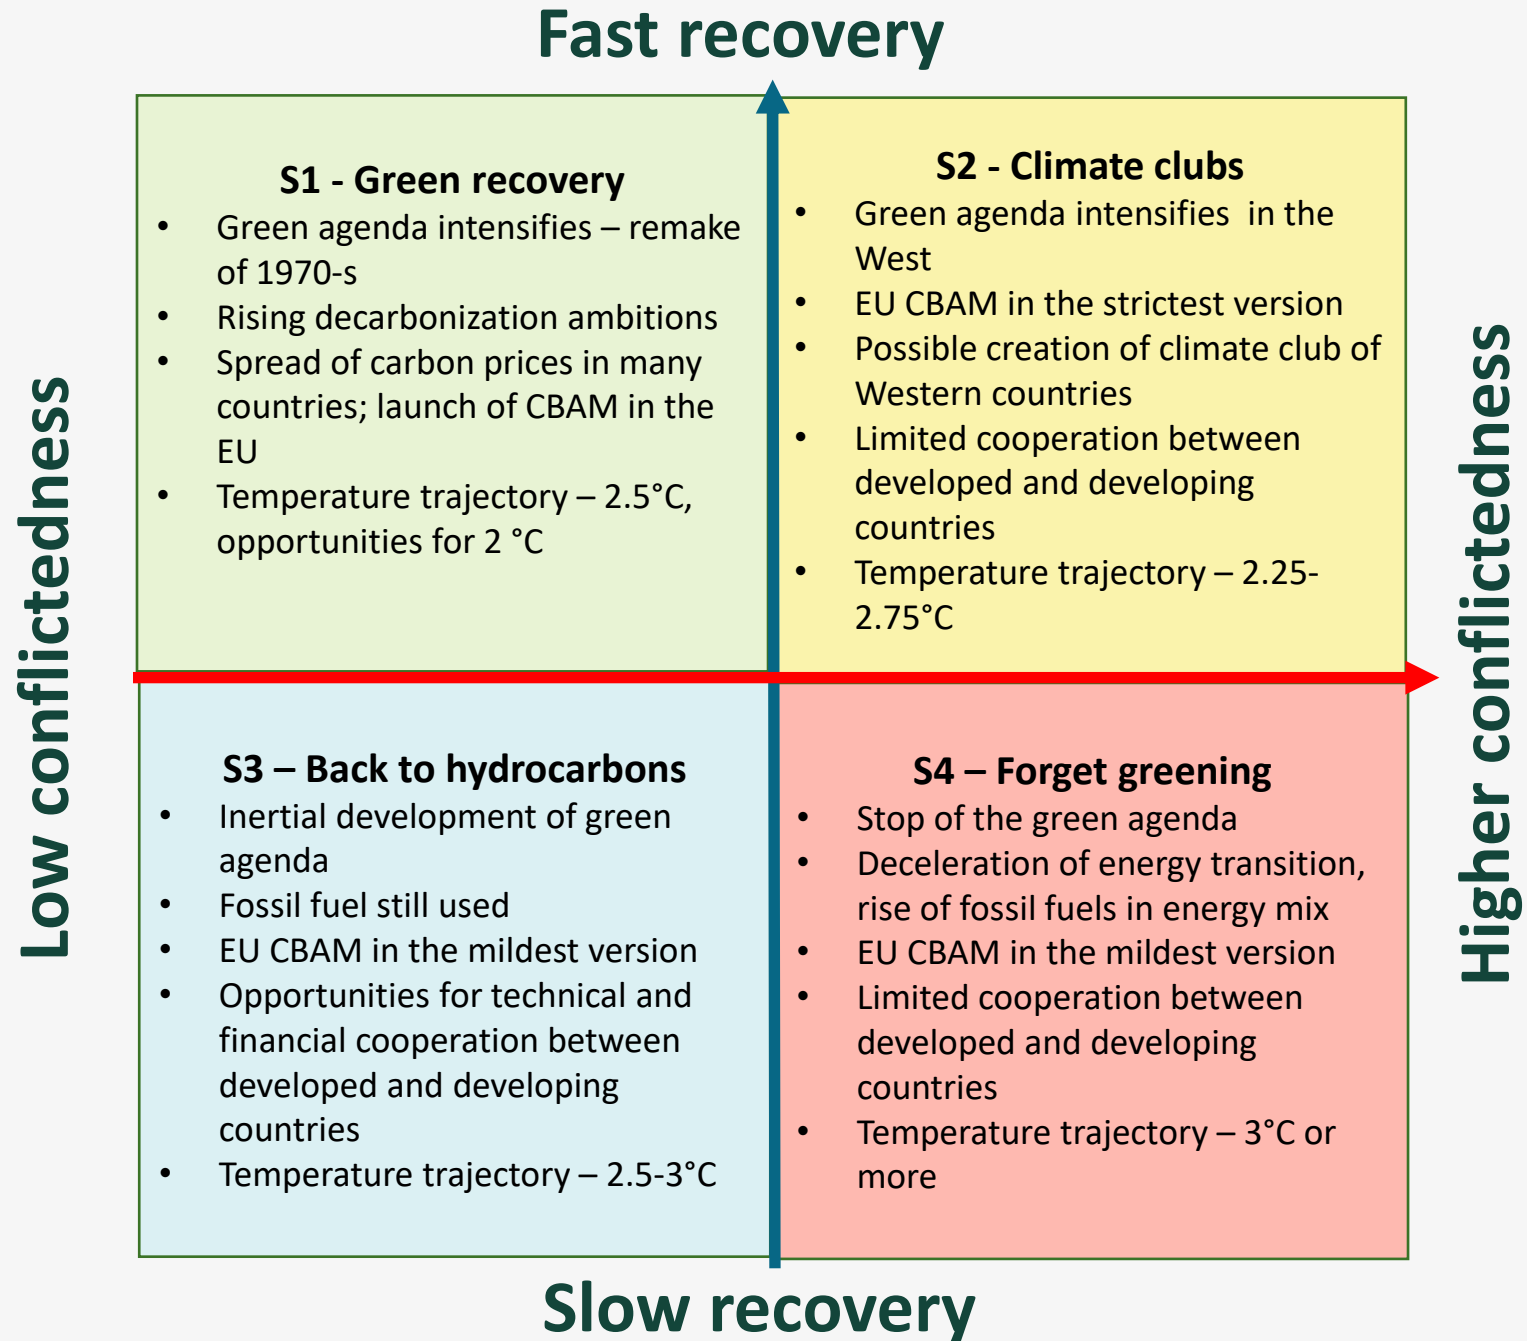 Fast recovery
Low conflictedness
S1 - Green recovery
• Green agenda intensifies – remake
of 1970-s
• Rising decarbonization ambitions
• Spread of carbon prices in many
countries; launch of CBAM in the
EU
• Temperature trajectory – 2.5°C,
opportunities for 2 °C
S2 - Climate clubs
• Green agenda intensifies  in the
West
• EU CBAM in the strictest version
• Possible creation of climate club of
Western countries
• Limited cooperation between
developed and developing
countries
• Temperature trajectory – 2.25-
2.75°C
Higher conflictedness
S3 – Back to hydrocarbons
• Inertial development of green
agenda
• Fossil fuel still used
• EU CBAM in the mildest version
• Opportunities for technical and
financial cooperation between
developed and developing
countries
• Temperature trajectory – 2.5-3°C
S4 – Forget greening
• Stop of the green agenda
• Deceleration of energy transition,
rise of fossil fuels in energy mix
• EU CBAM in the mildest version
• Limited cooperation between
developed and developing
countries
• Temperature trajectory – 3°C or
more
Slow recovery